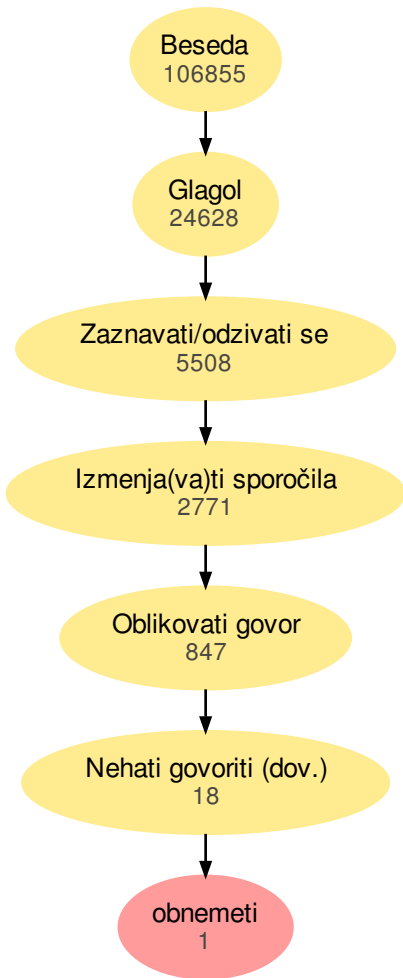 Beseda
106855
Glagol
24628
Zaznavati/odzivati se
5508
Izmenja(va)ti sporočila
2771
Oblikovati govor
847
Nehati govoriti (dov.)
18
obnemeti
1